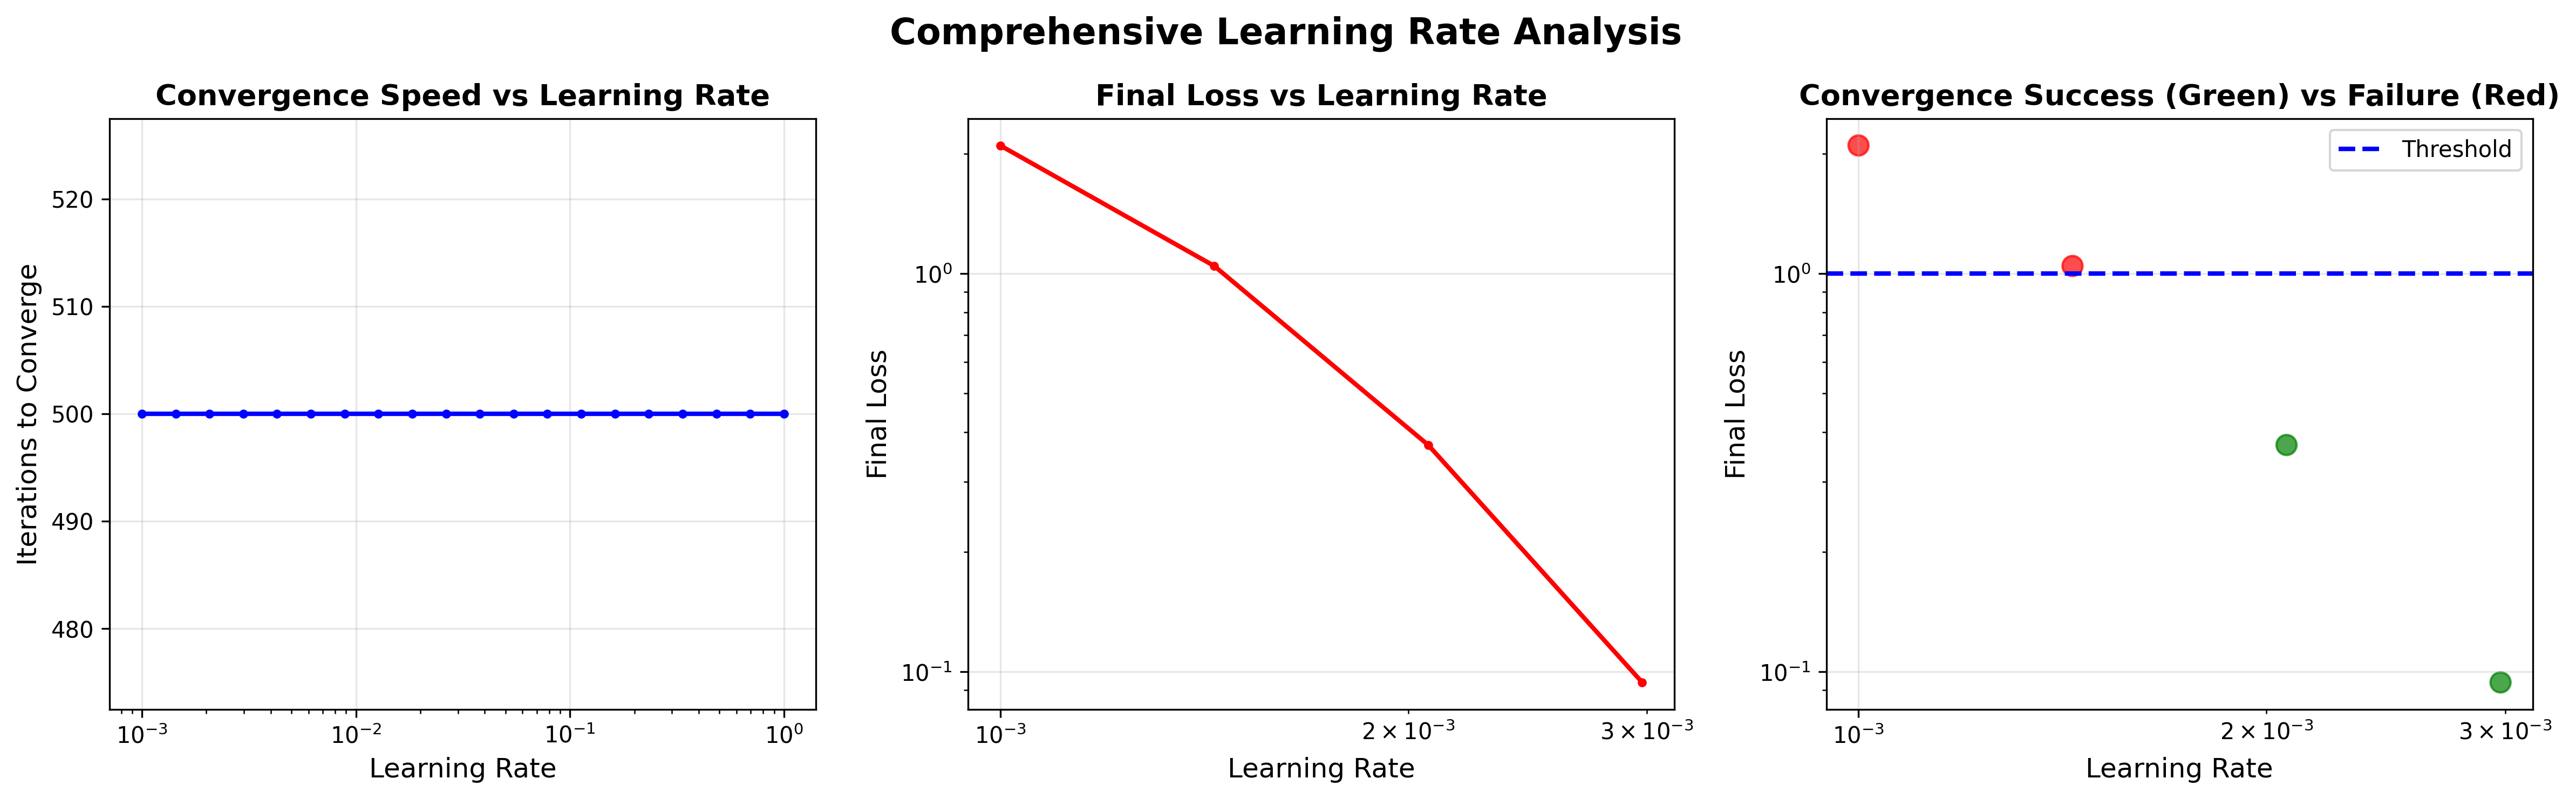 Comprehensive Learning Rate Analysis
Convergence Speed vs Learning Rate
Iterations to Converge
520
510
500
490
480
10⁻³
10⁻²
10⁻¹
10⁰
Learning Rate
Final Loss vs Learning Rate
Final Loss
10⁰
10⁻¹
10⁻³
2 × 10⁻³
3 × 10⁻³
Learning Rate
Convergence Success (Green) vs Failure (Red)
Threshold
Final Loss
10⁰
10⁻¹
10⁻³
2 × 10⁻³
3 × 10⁻³
Learning Rate